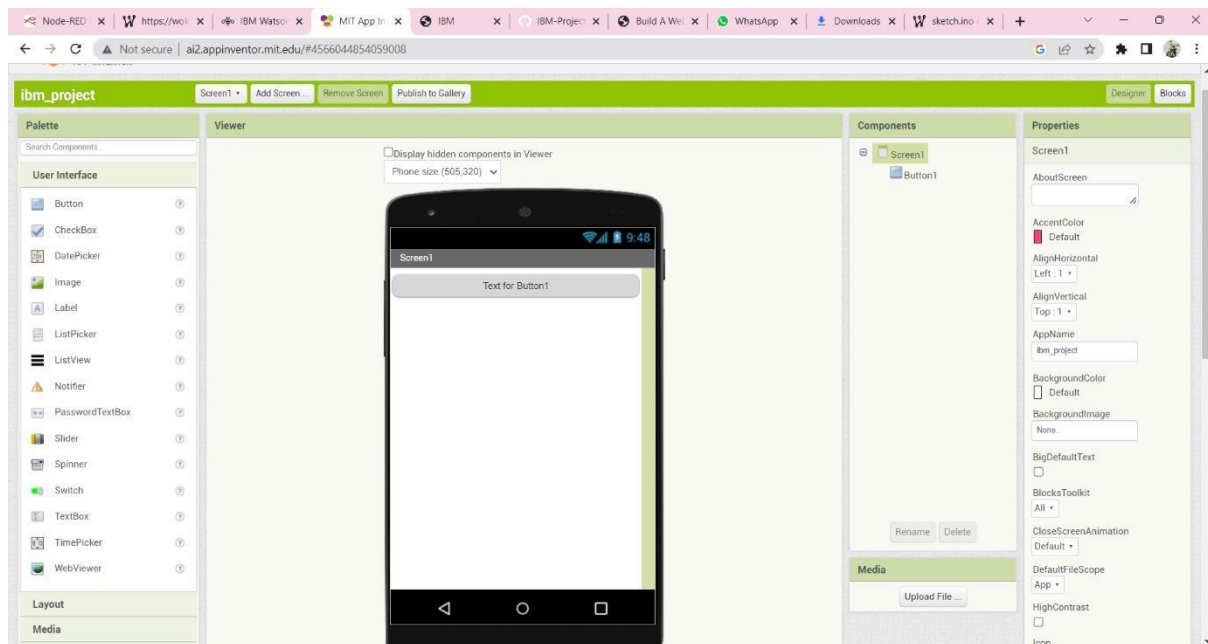 Node-RED
https://wok
IBM Watson
MIT App In
IBM
IBM-Project
Build A We
WhatsApp
Downloads
sketch.ino
Not secure | ai2.appinventor.mit.edu/#4566044854059008
ibm_project
Screen1
Add Screen ...
Remove Screen
Publish to Gallery
Designer
Blocks
Palette
Search Components...
User Interface
Button
CheckBox
DatePicker
Image
Label
ListPicker
ListView
Notifier
PasswordTextBox
Slider
Spinner
Switch
TextBox
TimePicker
WebViewer
Layout
Media
Viewer
Display hidden components in Viewer
Phone size (505,320)
9:48
Screen1
Text for Button1
Components
Screen1
Button1
Rename
Delete
Media
Upload File ...
Properties
Screen1
AboutScreen
AccentColor
Default
AlignHorizontal
Left : 1
AlignVertical
Top : 1
AppName
ibm_project
BackgroundColor
Default
BackgroundImage
None...
BigDefaultText
BlocksToolkit
All
CloseScreenAnimation
Default
DefaultFileScope
App
HighContrast
Icon